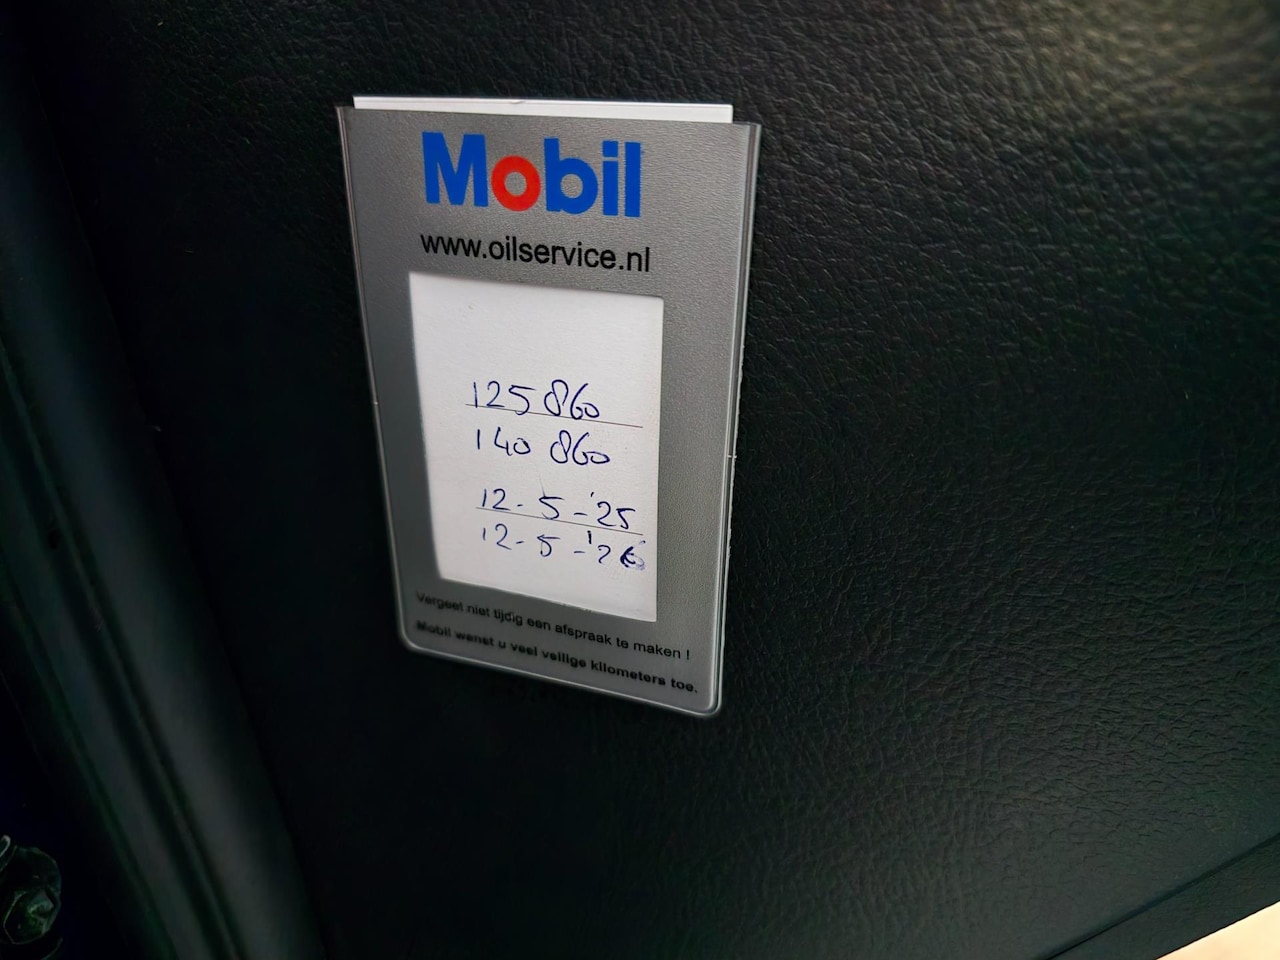 Mobil
www.oilservice.nl
125 860
140 860
12-5-'25
12-5-'26
Vergeet niet tijdig een afspraak te maken !
Mobil wenst u veel veilige kilometers toe.